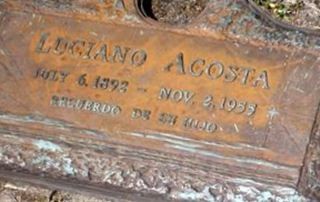 LUCIANO ACOSTA
JULY 6, 1892 - NOV. 2, 1955
RECUERDO DE SU HIJO